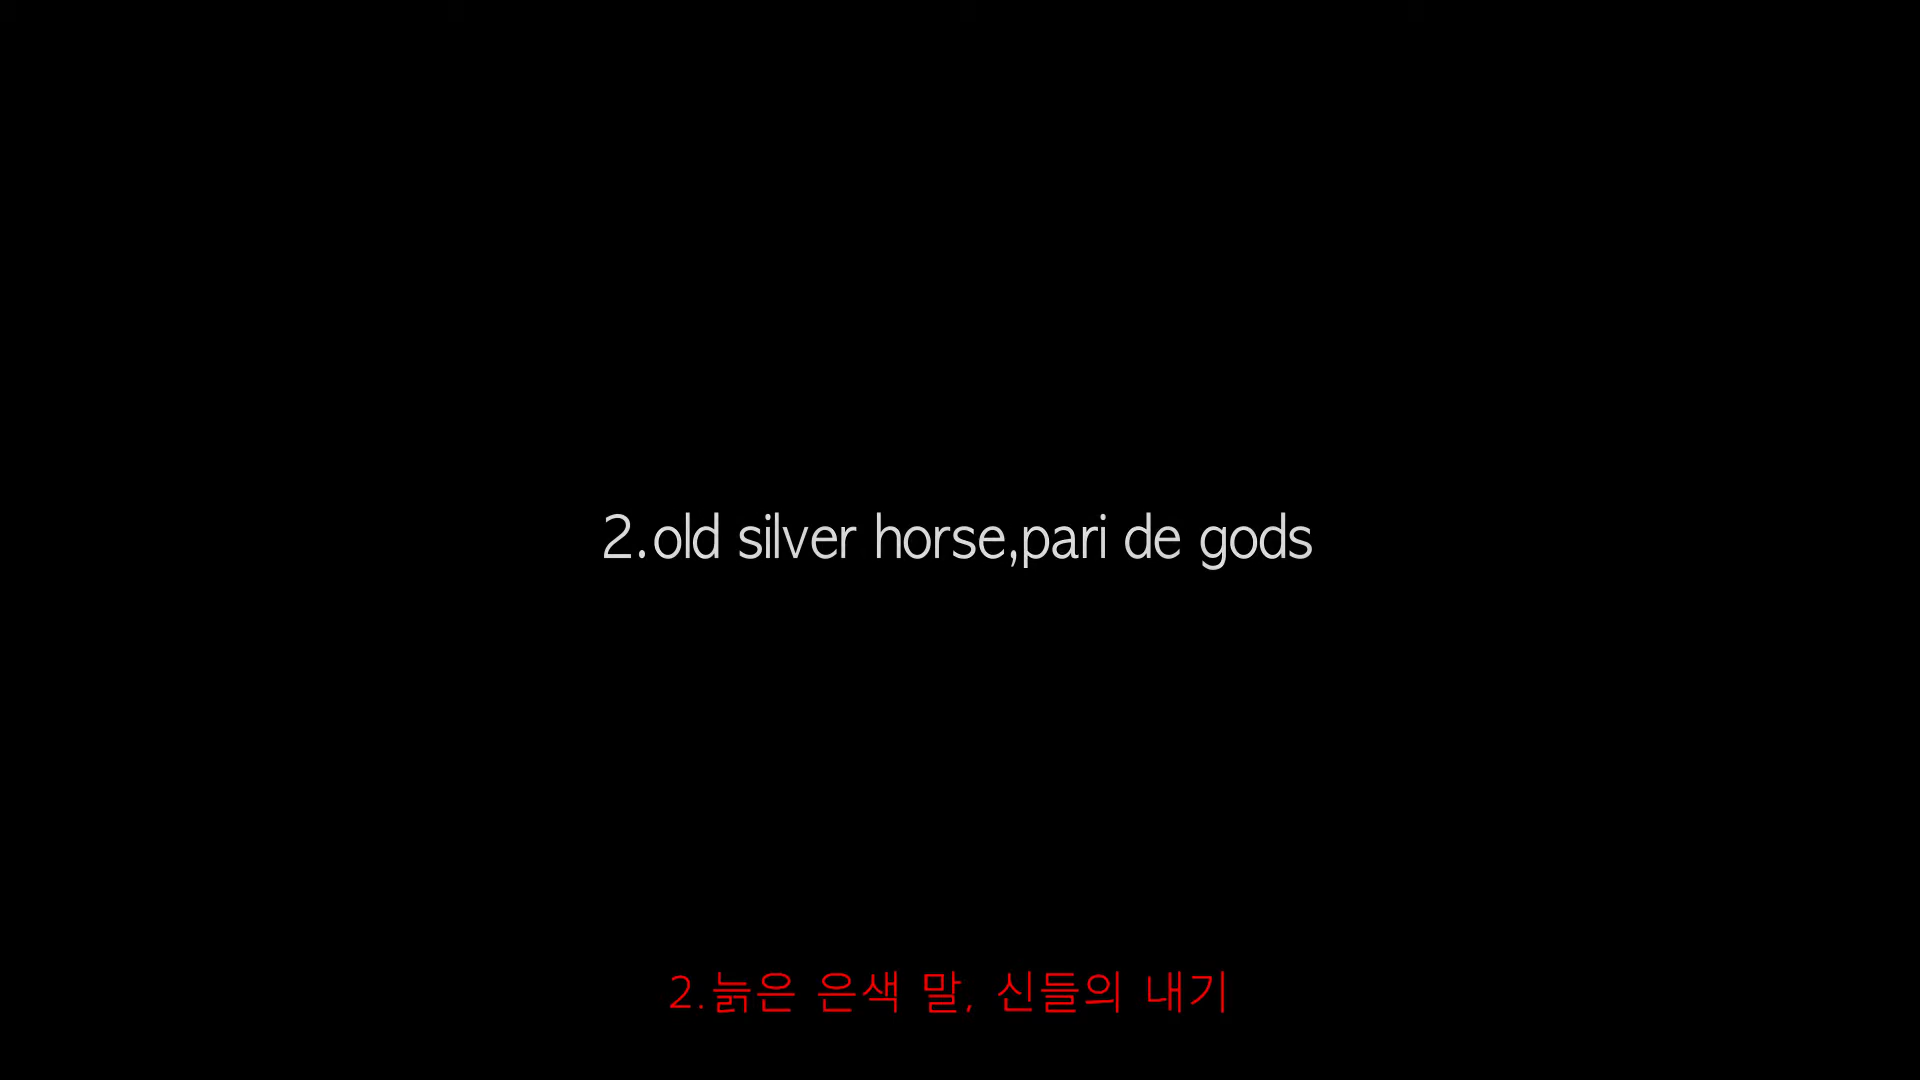 2.old silver horse,pari de gods
2.늙은 은색 말, 신들의 내기